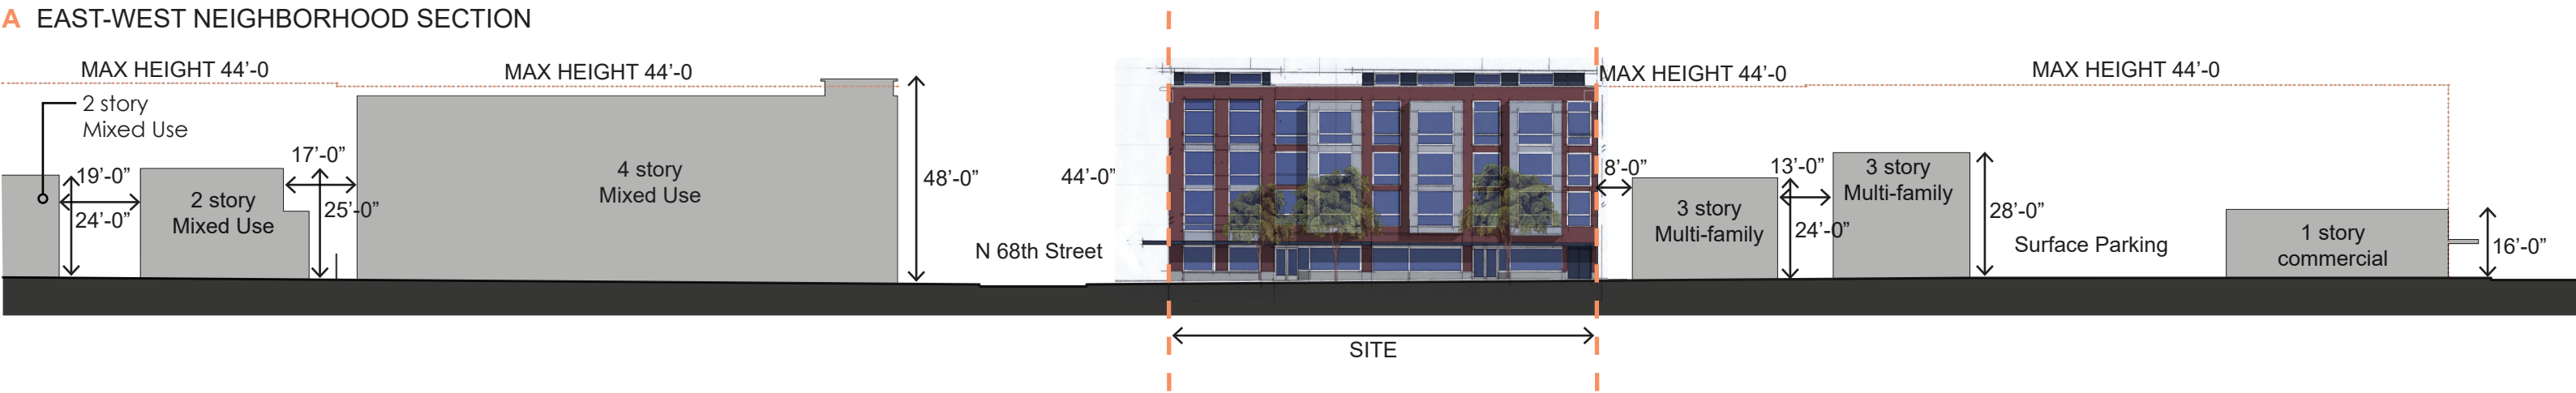 A EAST-WEST NEIGHBORHOOD SECTION
MAX HEIGHT 44’-0
MAX HEIGHT 44’-0
MAX HEIGHT 44’-0
MAX HEIGHT 44’-0
2 story
Mixed Use
19’-0”
24’-0”
2 story
Mixed Use
17’-0”
25’-0”
4 story
Mixed Use
48’-0”
44’-0”
N 68th Street
8’-0”
3 story
Multi-family
13’-0”
24’-0”
3 story
Multi-family
28’-0”
Surface Parking
1 story
commercial
16’-0”
SITE